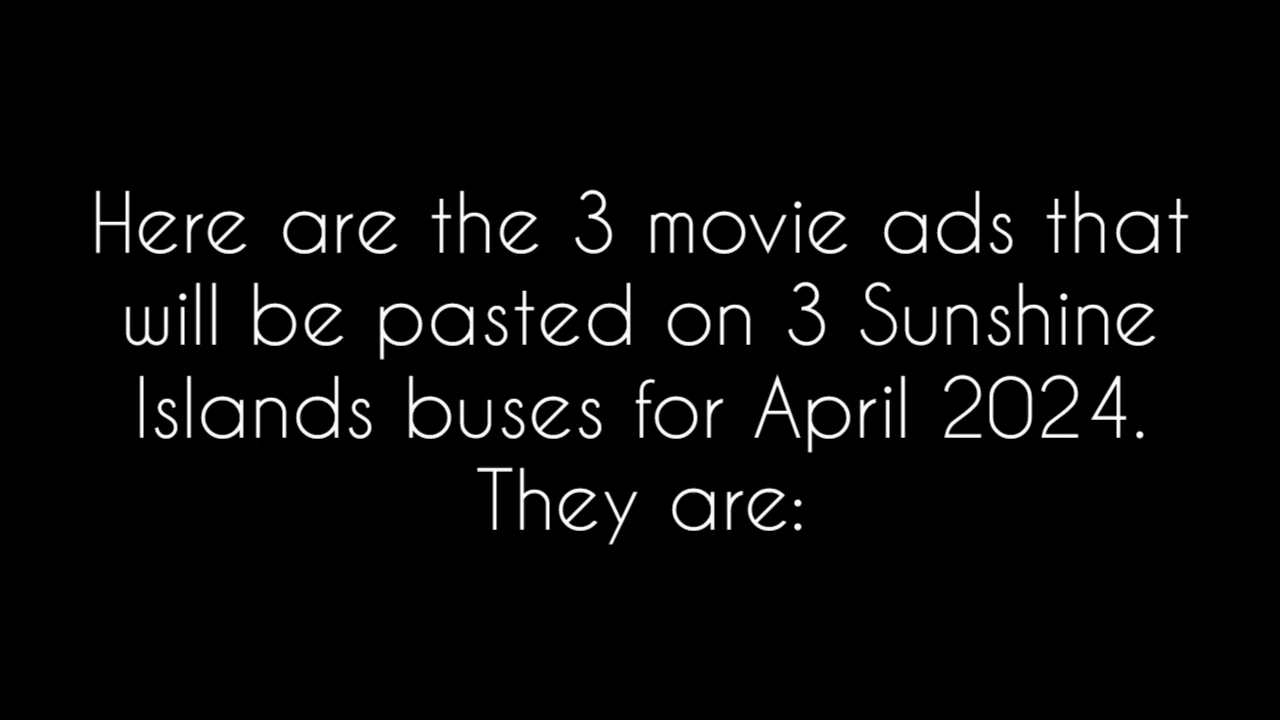 Here are the 3 movie ads that
will be pasted on 3 Sunshine
Islands buses for April 2024.
They are: